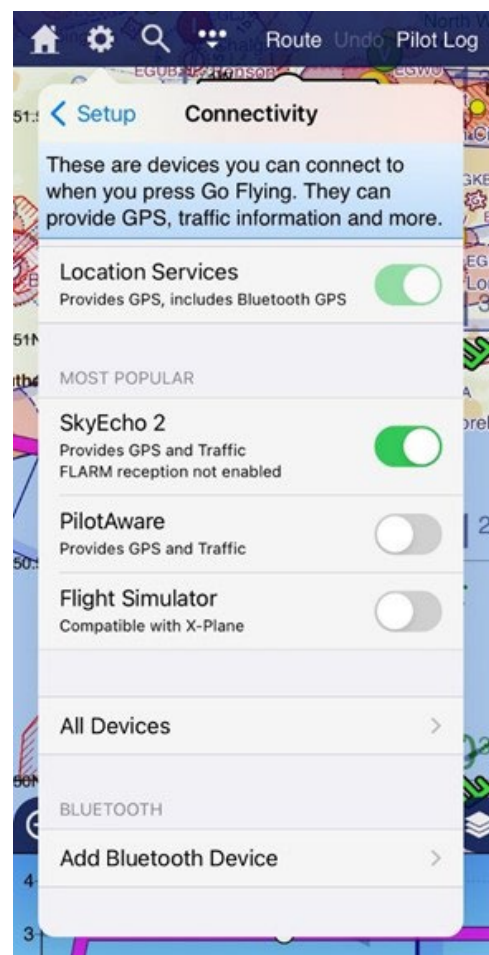 Route Undo Pilot Log
Setup Connectivity
These are devices you can connect to
when you press Go Flying. They can
provide GPS, traffic information and more.
Location Services
Provides GPS, includes Bluetooth GPS
MOST POPULAR
SkyEcho 2
Provides GPS and Traffic
FLARM reception not enabled
PilotAware
Provides GPS and Traffic
Flight Simulator
Compatible with X-Plane
All Devices
BLUETOOTH
Add Bluetooth Device
4
3